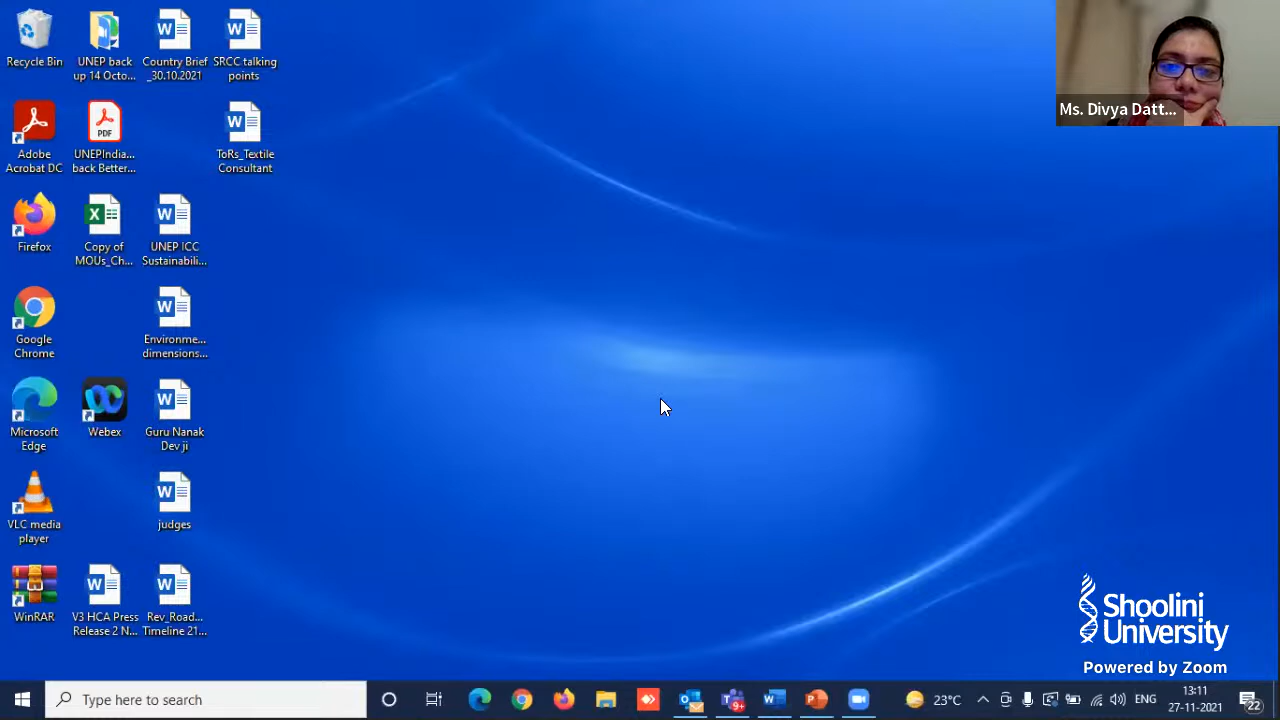 Recycle Bin
UNEP back
up 14 Octo...
Country Brief
_30.10.2021
SRCC talking
points
Ms. Divya Datt...
Adobe
Acrobat DC
PDF
UNEPIndia...
back Better...
ToRs_Textile
Consultant
Firefox
Copy of
MOUs_Ch...
UNEP ICC
Sustainabili...
Google
Chrome
Environme...
dimensions...
Microsoft
Edge
Webex
Guru Nanak
Dev ji
VLC media
player
judges
WinRAR
V3 HCA Press
Release 2 N...
Rev_Road...
Timeline 21...
Shoolini
University
Powered by Zoom
Type here to search
9+
23°C
ENG
13:11
27-11-2021
22